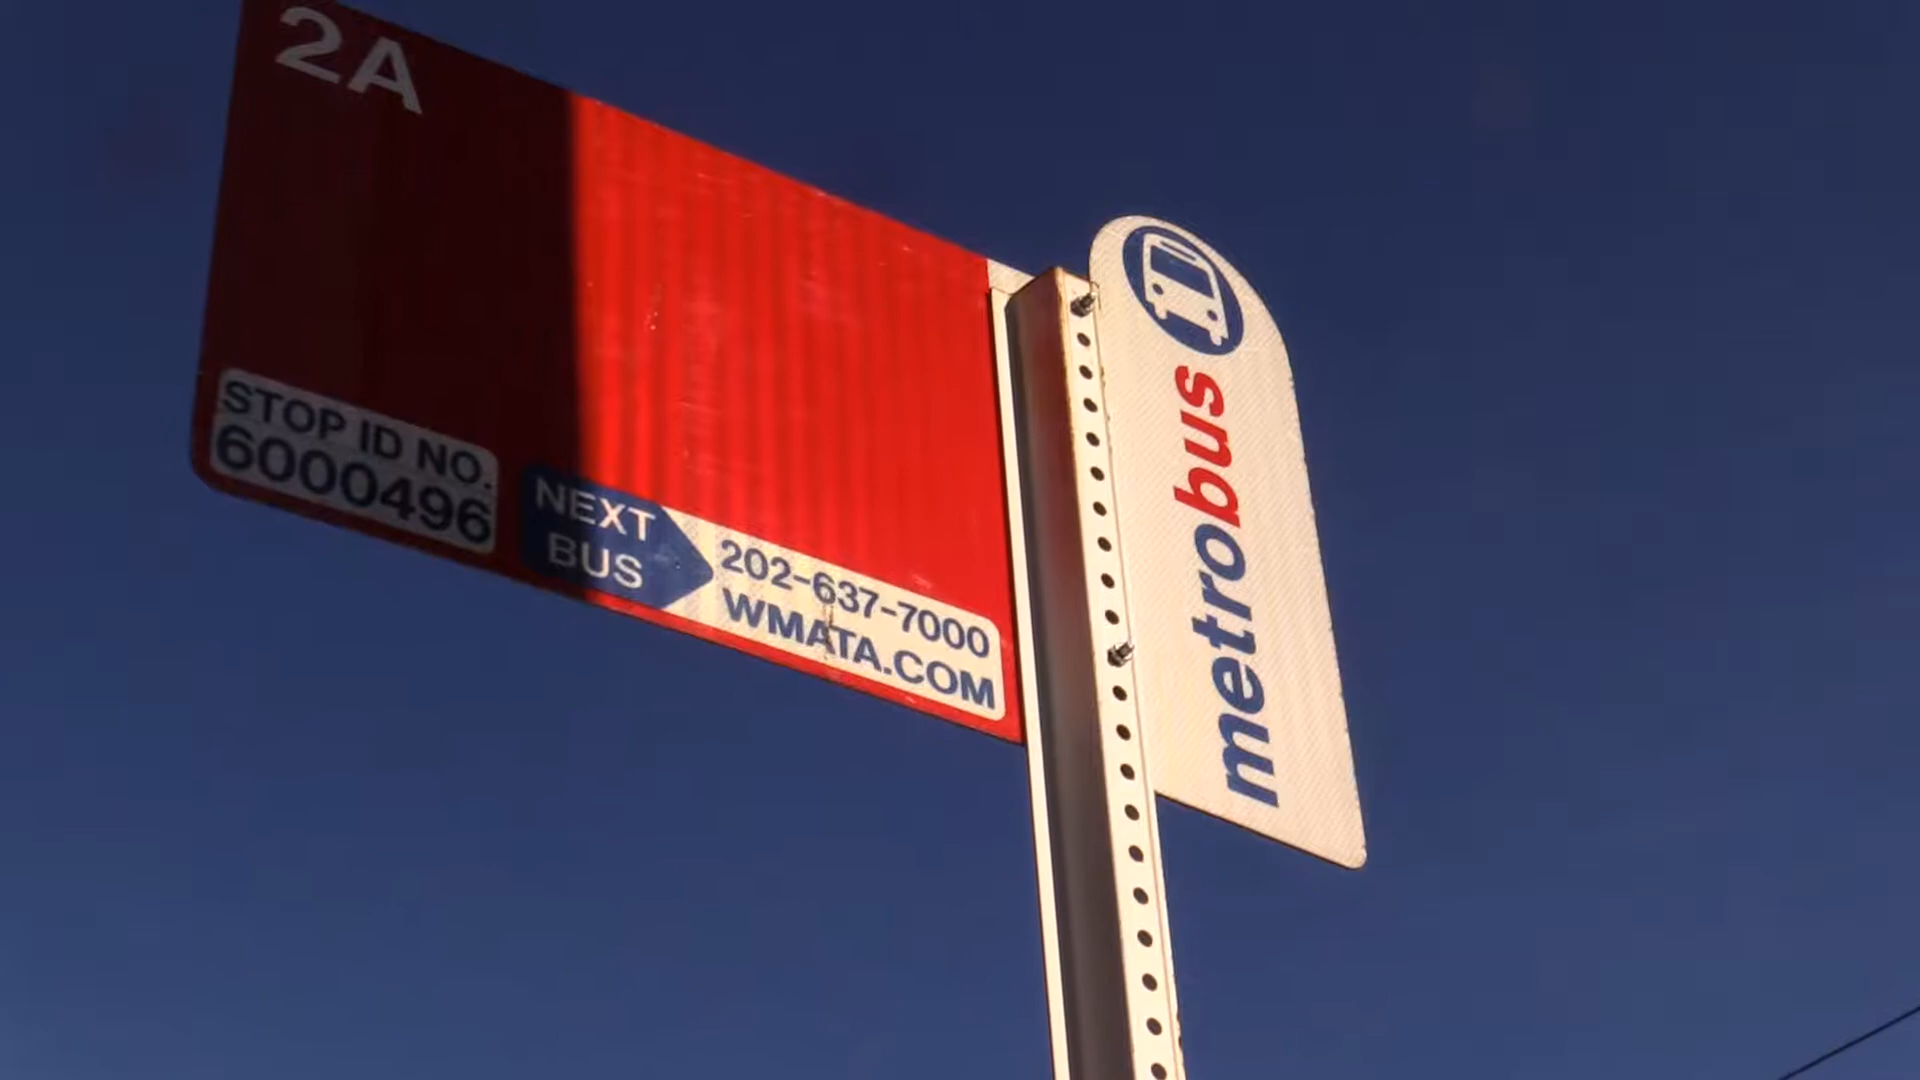 2A
STOP ID NO.
6000496
NEXT
BUS
202-637-7000
WMATA.COM
metrobus